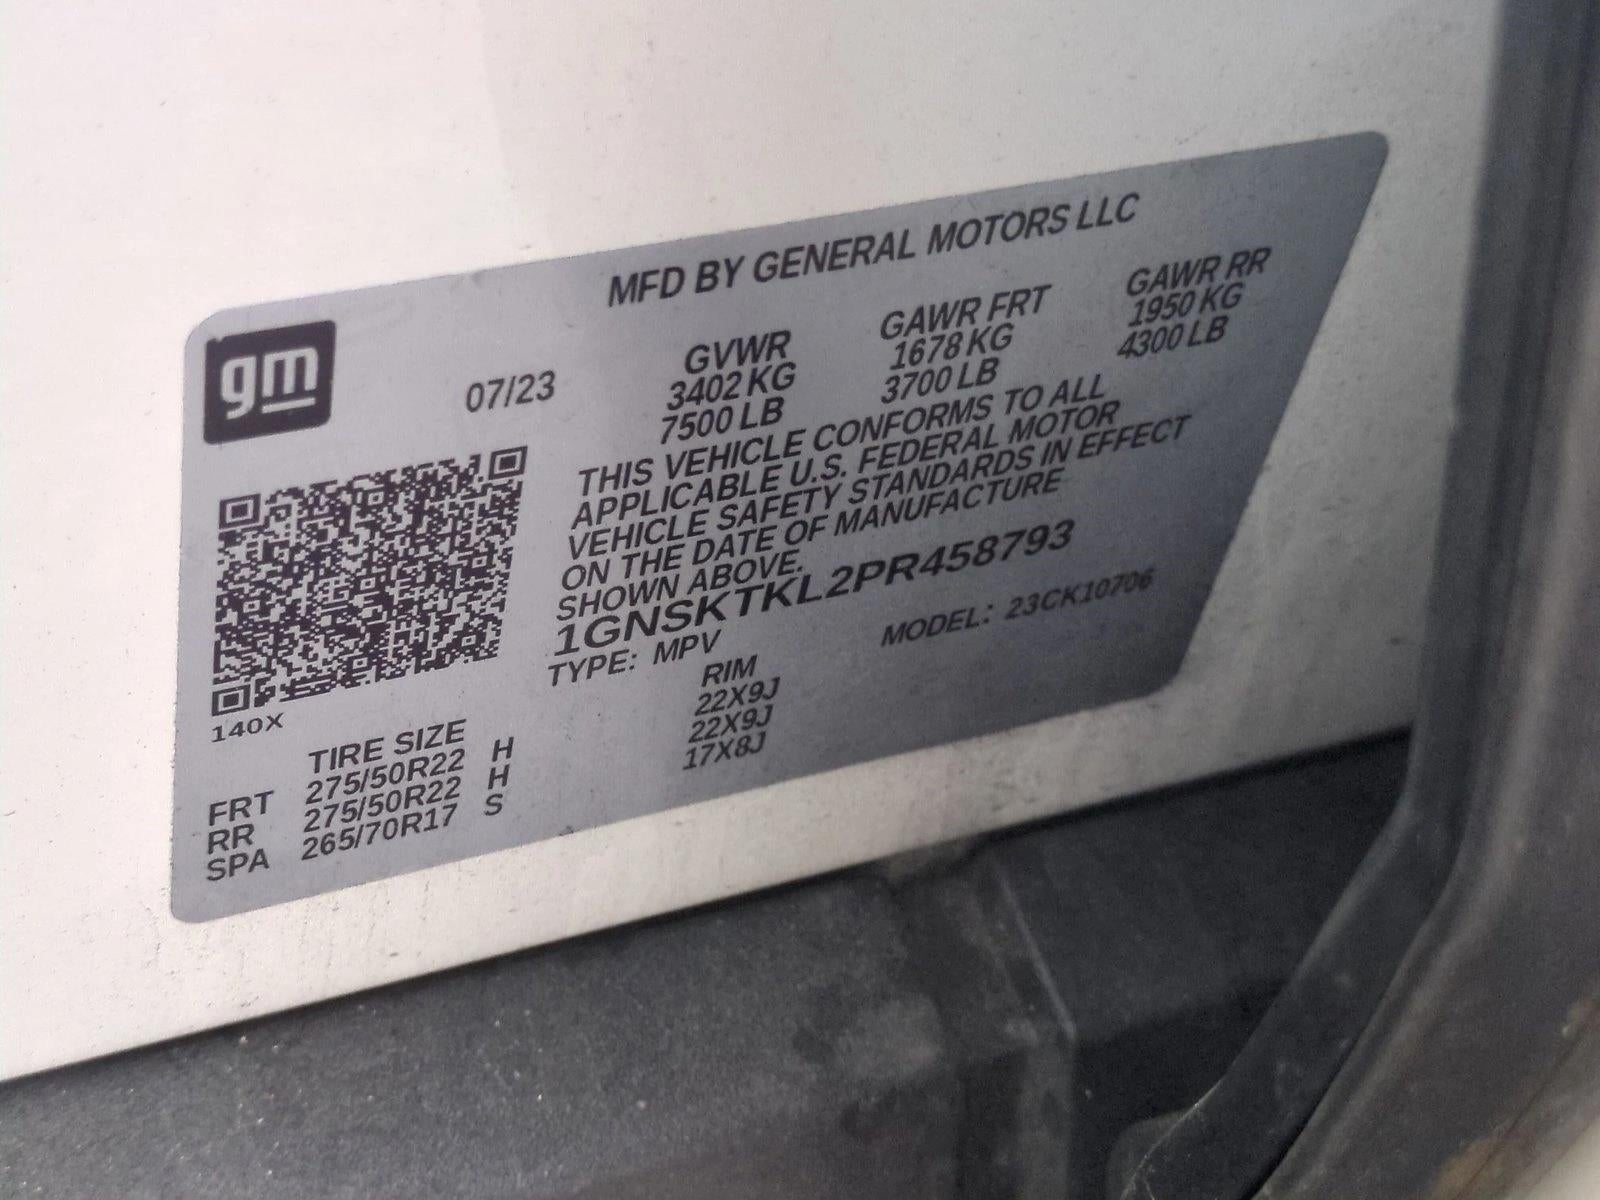 MFD BY GENERAL MOTORS LLC
gm
07/23
GVWR GAWR FRT GAWR RR
3402 KG 1678 KG 1950 KG
7500 LB 3700 LB 4300 LB
THIS VEHICLE CONFORMS TO ALL
APPLICABLE U.S. FEDERAL MOTOR
VEHICLE SAFETY STANDARDS IN EFFECT
ON THE DATE OF MANUFACTURE
SHOWN ABOVE.
1GNSKTKL2PR458793
TYPE: MPV MODEL: 23CK10706
140X
TIRE SIZE RIM
FRT 275/50R22 H 22X9J
RR 275/50R22 H 22X9J
SPA 265/70R17 S 17X8J